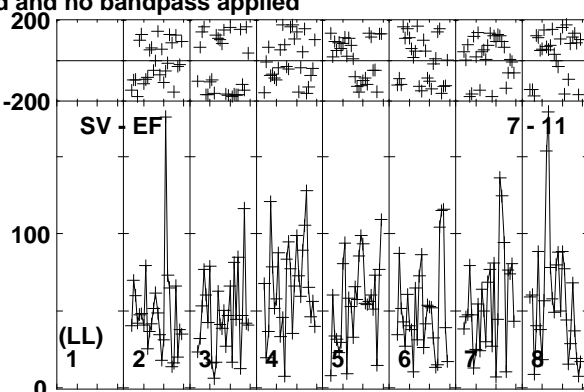 d and no bandpass applied
200
-200
SV - EF 7 - 11
100
(LL)
1 2 3 4 5 6 7 8
0